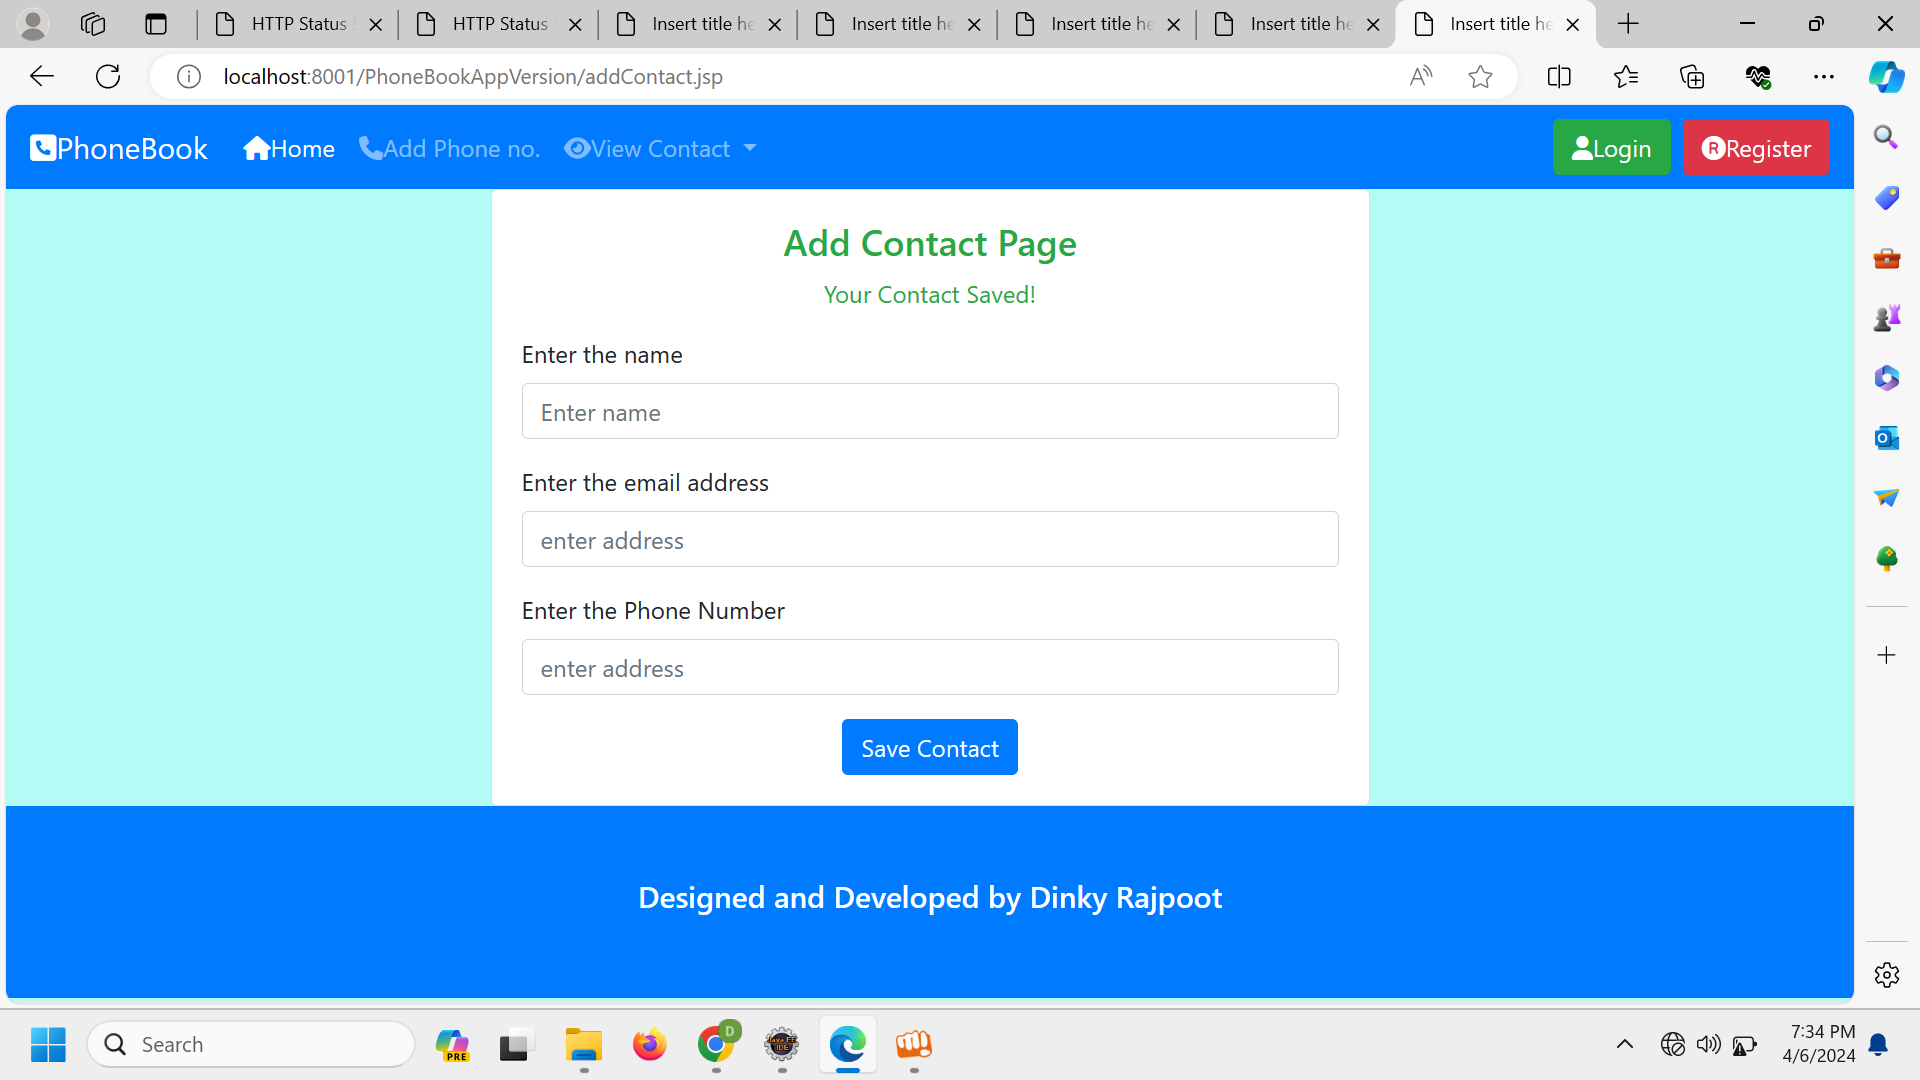 HTTP Status
HTTP Status
Insert title he
Insert title he
Insert title he
Insert title he
Insert title he
localhost:8001/PhoneBookAppVersion/addContact.jsp
PhoneBook Home Add Phone no. View Contact Login Register
Add Contact Page
Your Contact Saved!
Enter the name
Enter name
Enter the email address
enter address
Enter the Phone Number
enter address
Save Contact
Designed and Developed by Dinky Rajpoot
Search
PRE
D
7:34 PM
4/6/2024